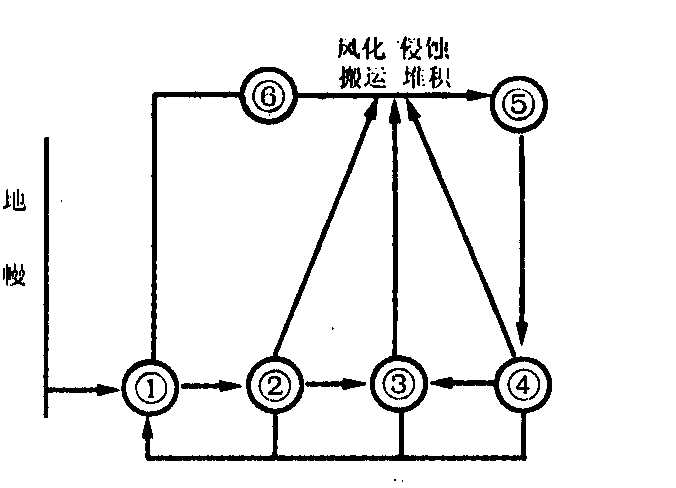 风化 侵蚀
搬运 堆积
⑥
⑤
地
幔
①
②
③
④